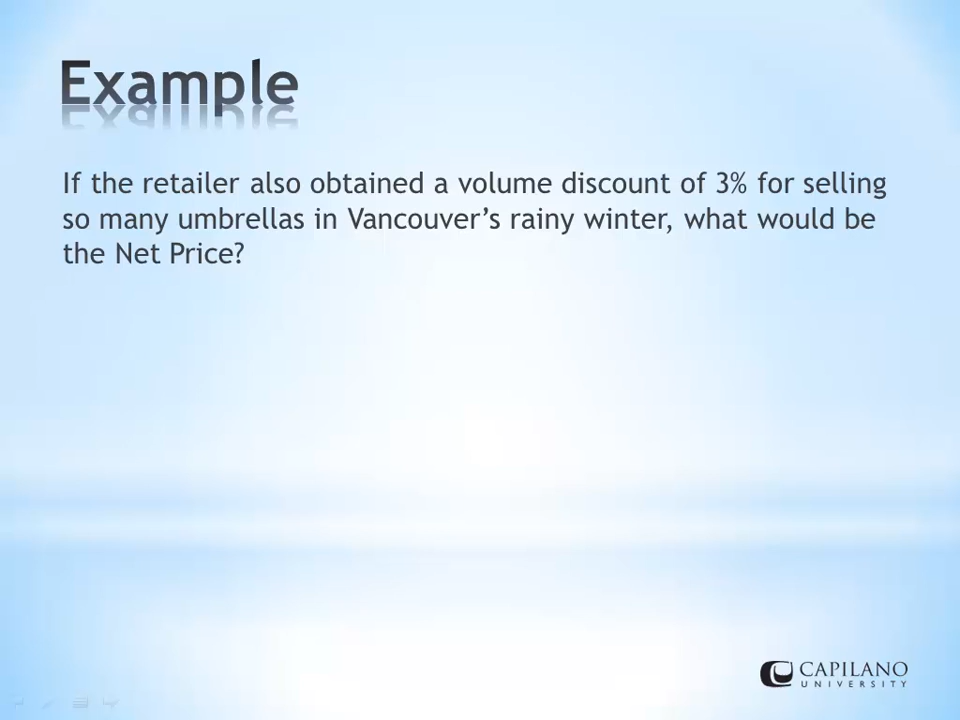 Example
If the retailer also obtained a volume discount of 3% for selling
so many umbrellas in Vancouver’s rainy winter, what would be
the Net Price?
CAPILANO
UNIVERSITY